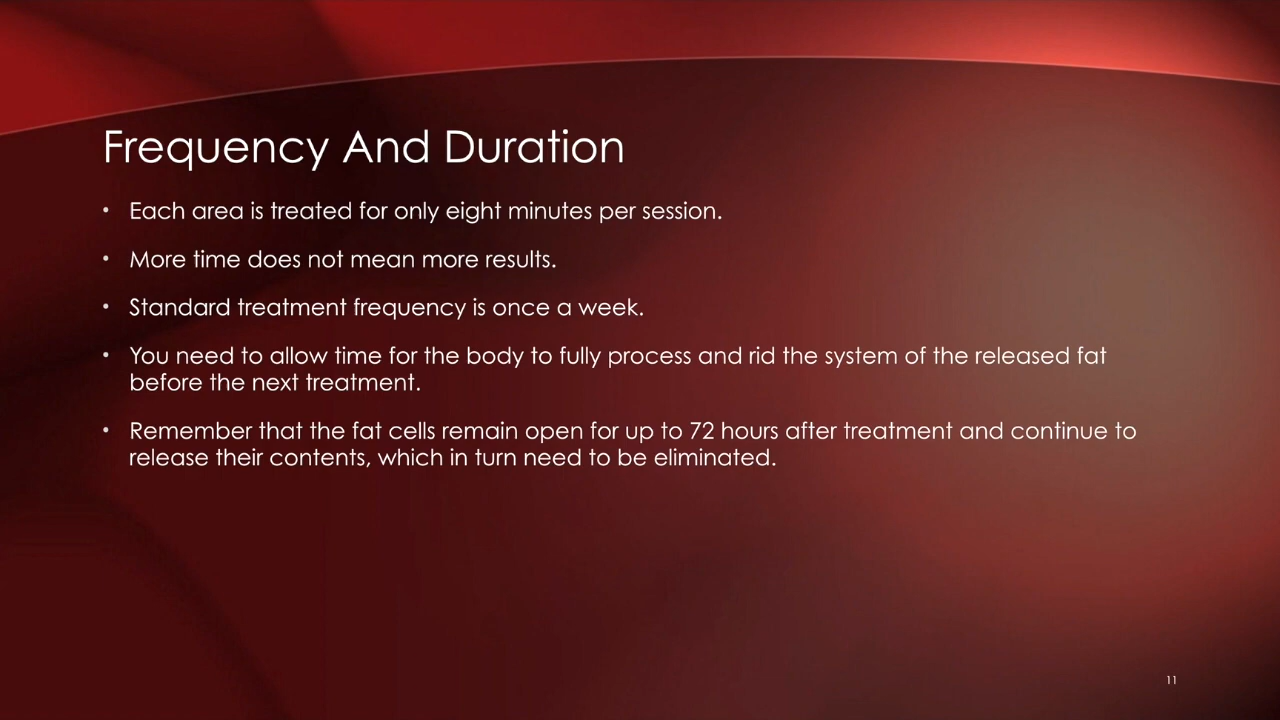 Frequency And Duration
• Each area is treated for only eight minutes per session.
• More time does not mean more results.
• Standard treatment frequency is once a week.
• You need to allow time for the body to fully process and rid the system of the released fat
before the next treatment.
• Remember that the fat cells remain open for up to 72 hours after treatment and continue to
release their contents, which in turn need to be eliminated.
11